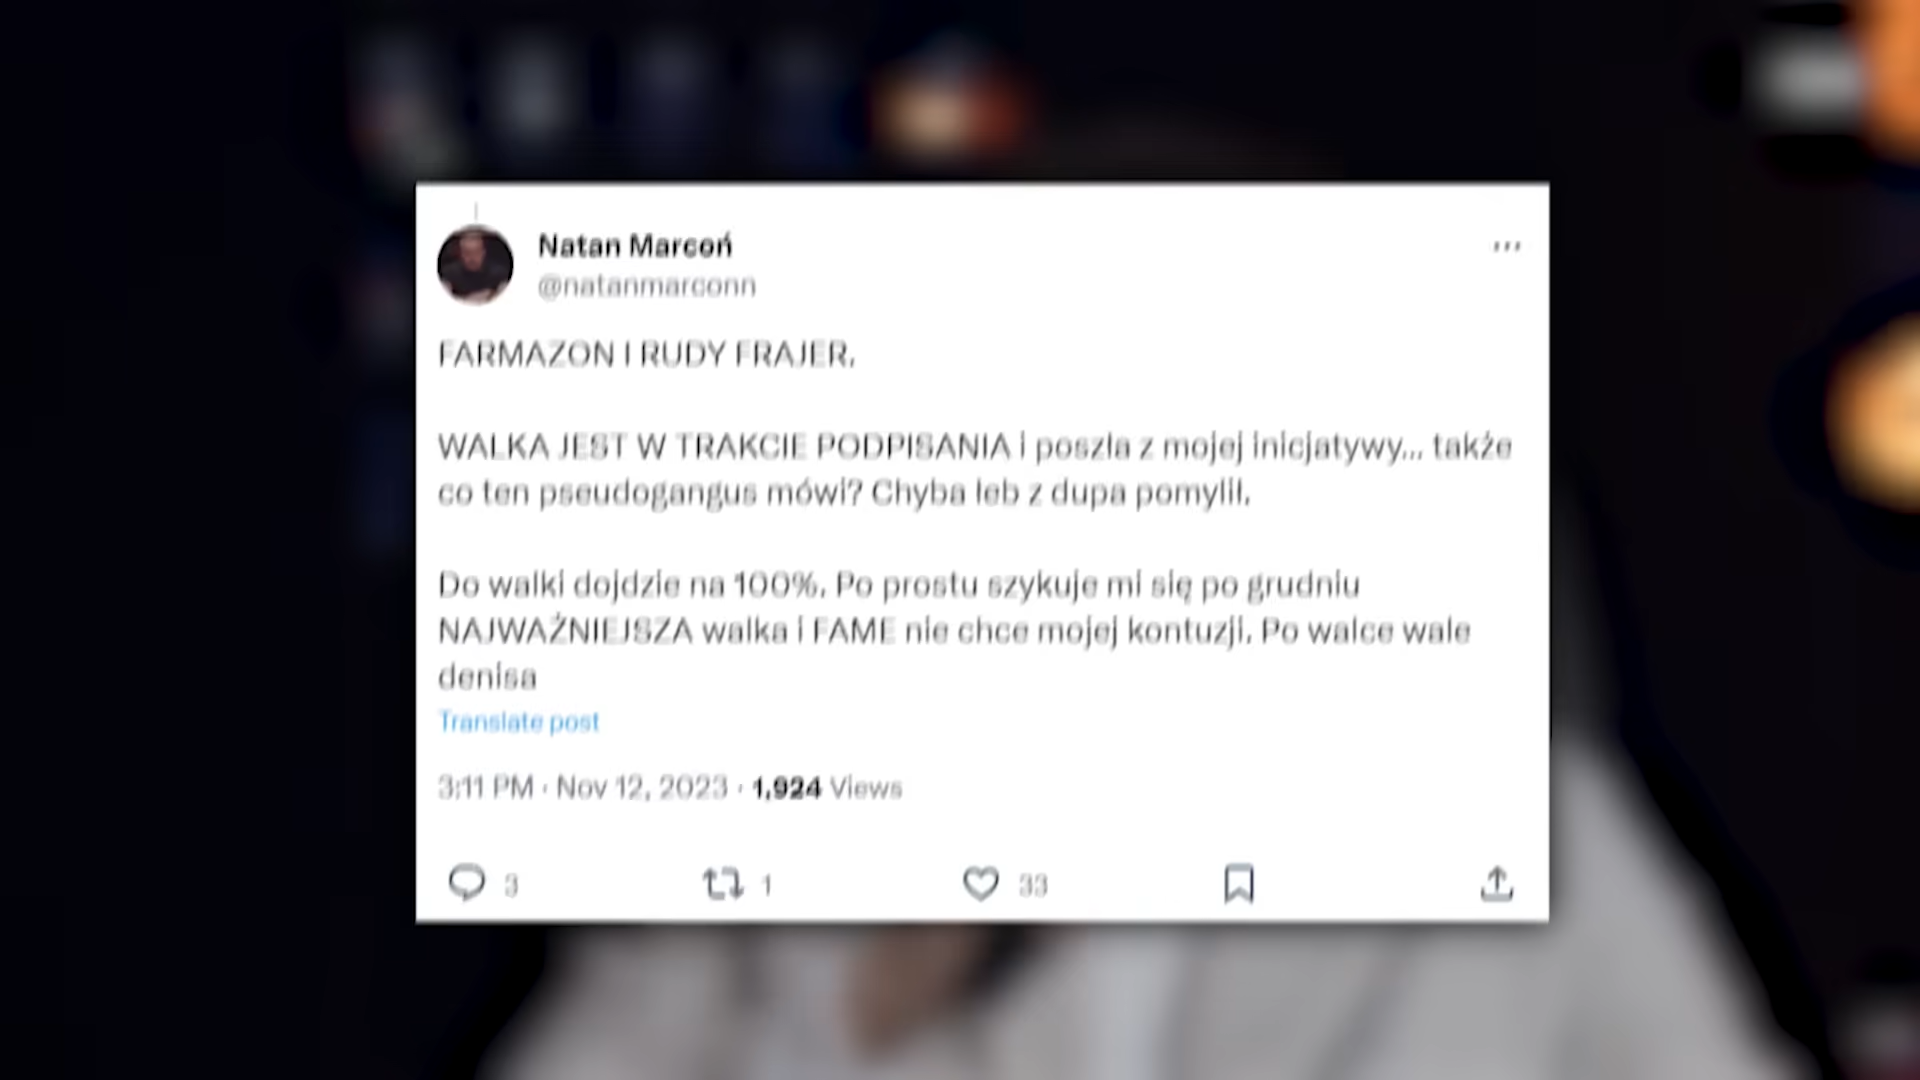 Natan Marcoń
@natanmarconn
FARMAZON I RUDY FRAJER.
WALKA JEST W TRAKCIE PODPISANIA i poszła z mojej inicjatywy... także
co ten pseudogangus mówi? Chyba łeb z dupa pomylił.
Do walki dojdzie na 100%. Po prostu szykuje mi się po grudniu
NAJWAŻNIEJSZA walka i FAME nie chce mojej kontuzji. Po walce wale
denisa
Translate post
3:11 PM · Nov 12, 2023 · 1,924 Views
3 1 33